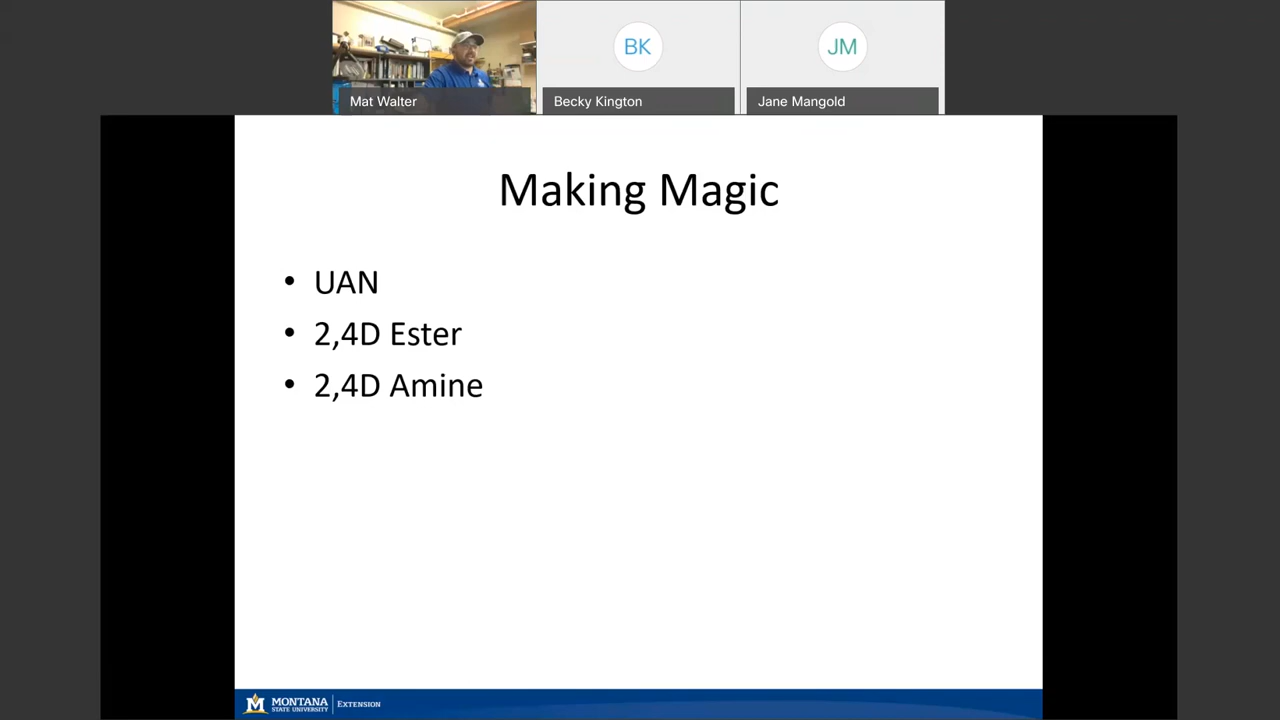 BK
JM
Mat Walter
Becky Kington
Jane Mangold
Making Magic
• UAN
• 2,4D Ester
• 2,4D Amine
M
MONTANA
STATE UNIVERSITY
EXTENSION